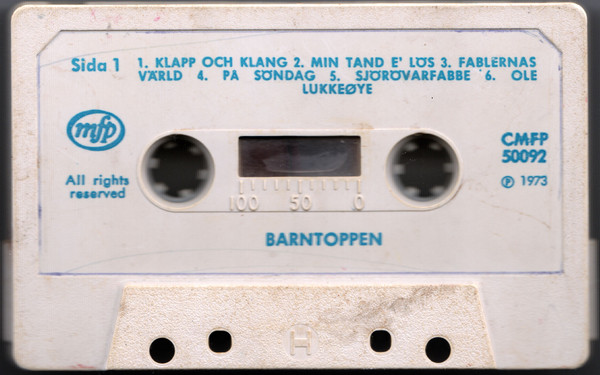 Sida 1
1. KLAPP OCH KLANG 2. MIN TAND E' LÖS 3. FABLERNAS
VÄRLD 4. PÅ SÖNDAG 5. SJÖRÖVARFABBE 6. OLE
LUKKEØYE
mfp
CMFP
50092
All rights
reserved
℗ 1973
100 50 0
BARNTOPPEN
H